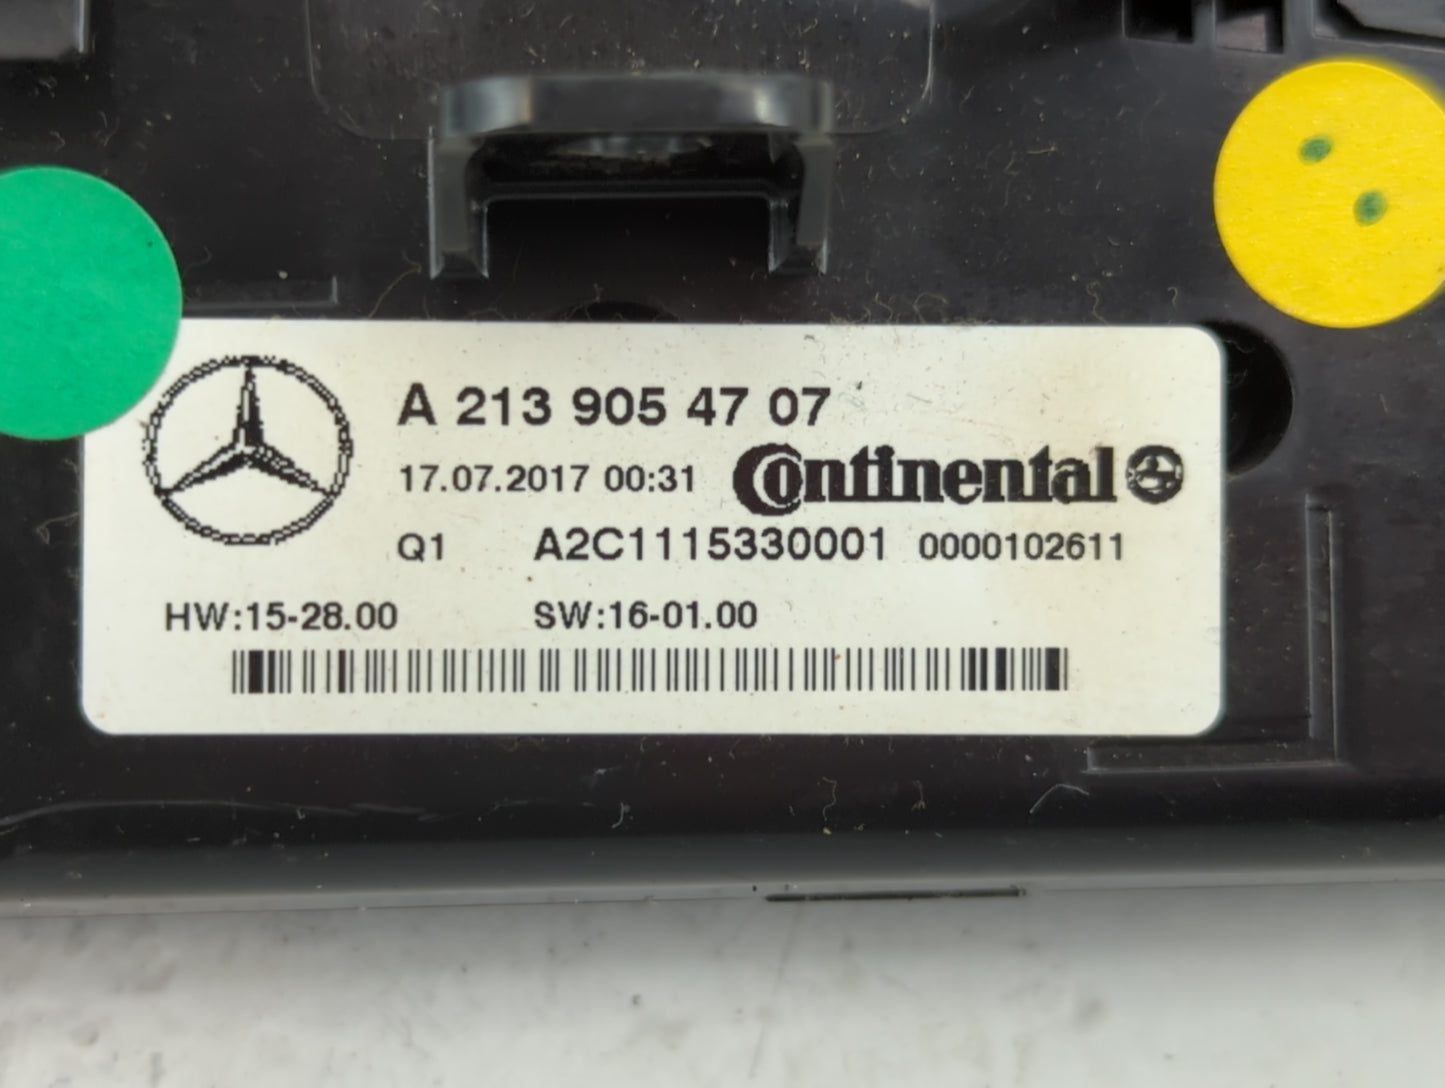 A 213 905 47 07
17.07.2017 00:31 Continental
Q1 A2C1115330001 0000102611
HW:15-28.00 SW:16-01.00